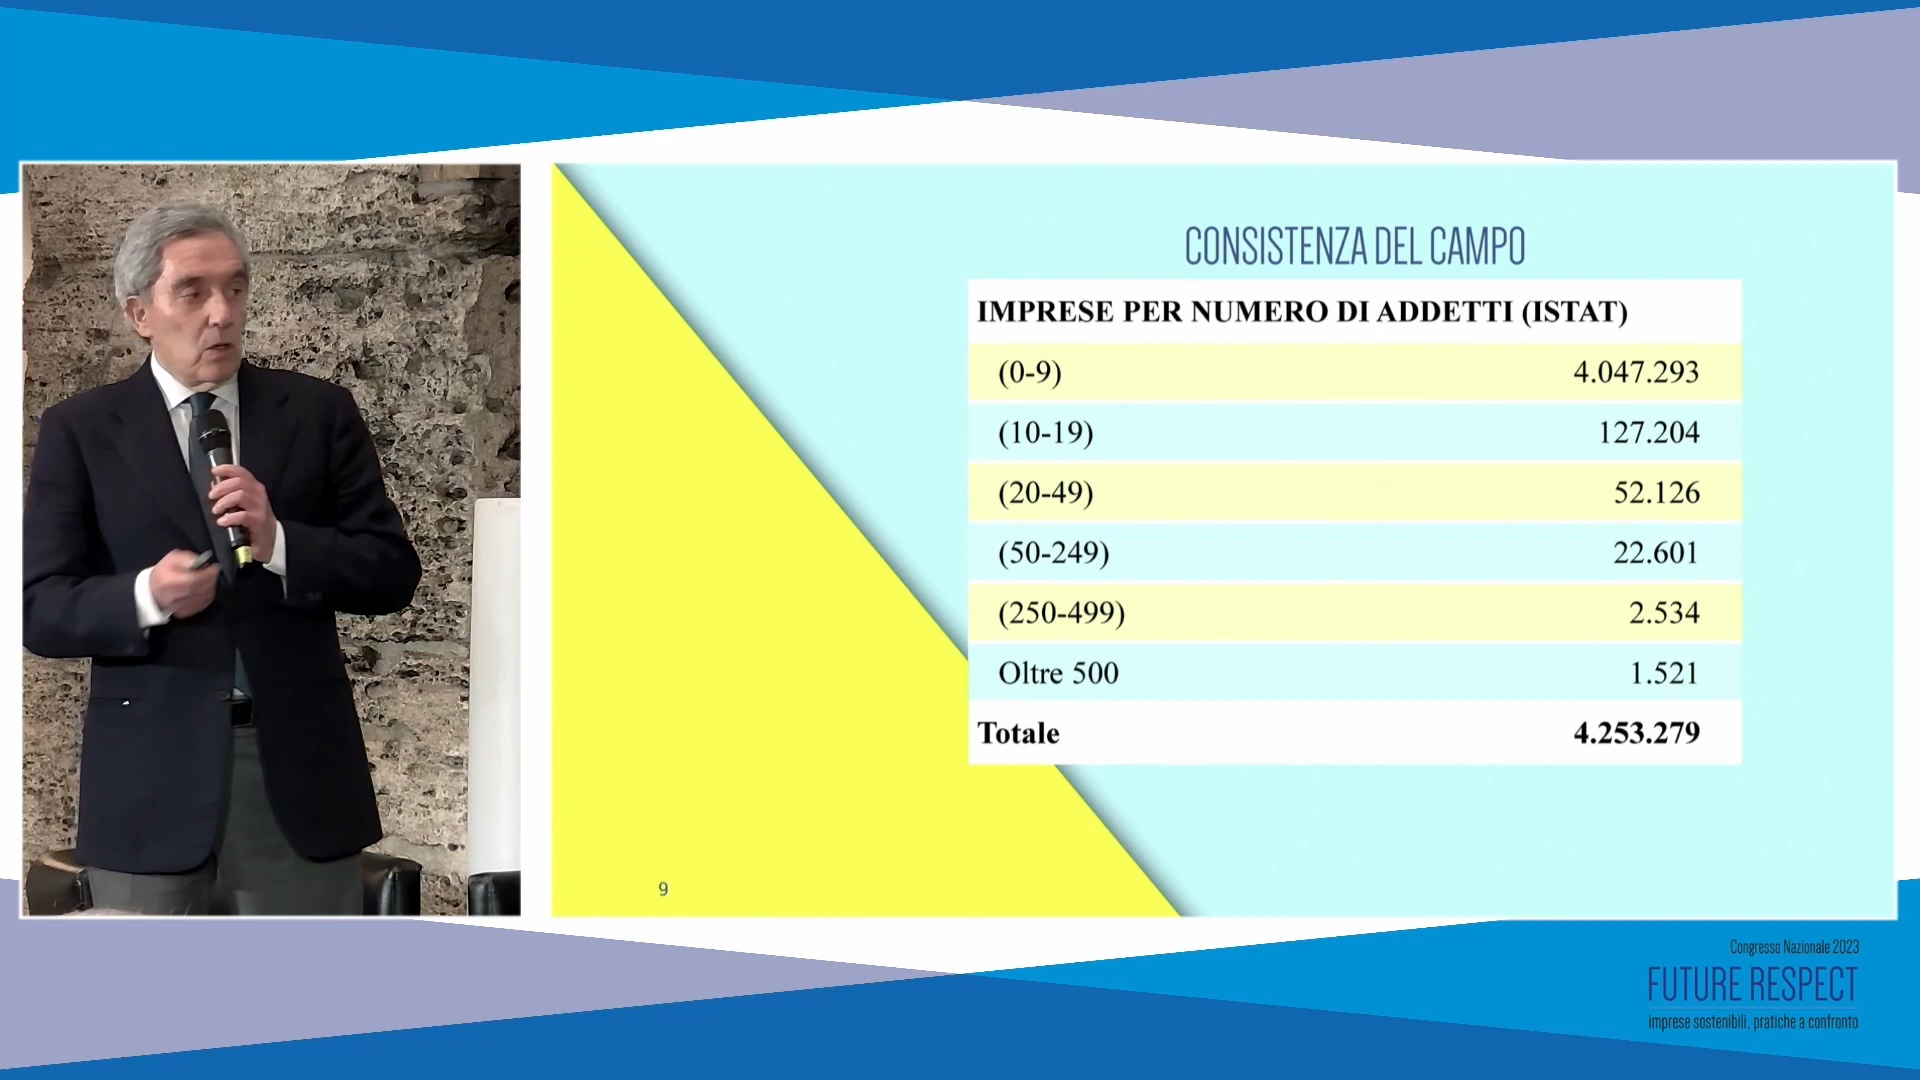 CONSISTENZA DEL CAMPO
IMPRESE PER NUMERO DI ADDETTI (ISTAT)
(0-9) 4.047.293
(10-19) 127.204
(20-49) 52.126
(50-249) 22.601
(250-499) 2.534
Oltre 500 1.521
Totale 4.253.279
9
Congresso Nazionale 2023
FUTURE RESPECT
imprese sostenibili, pratiche a confronto